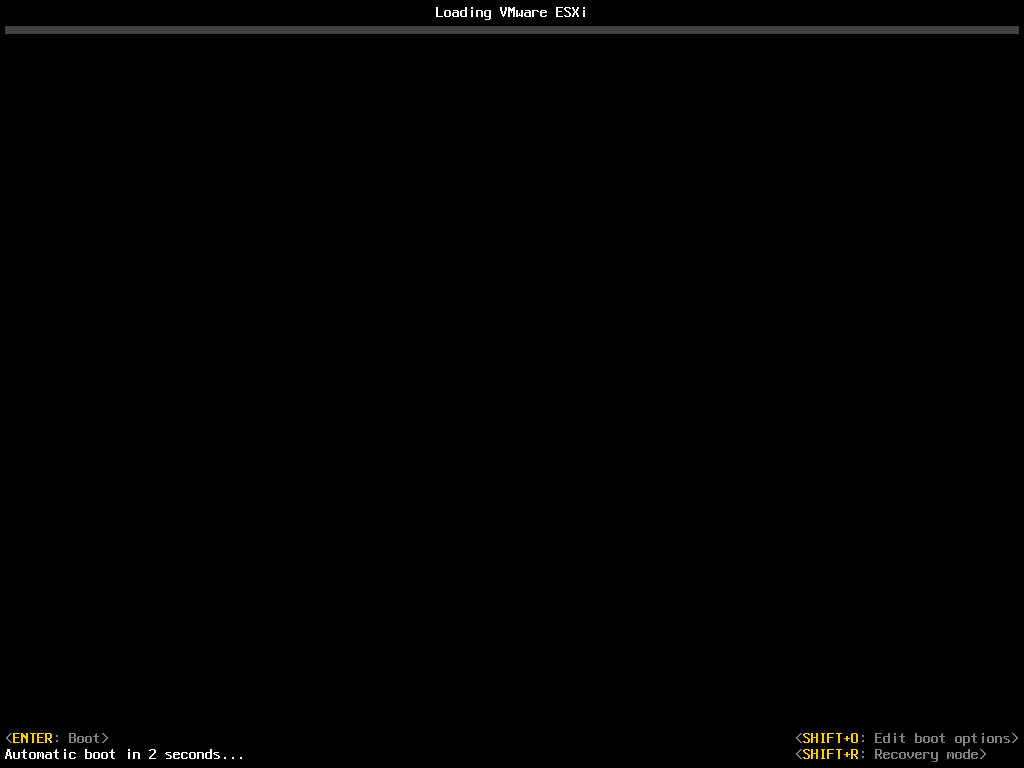 Loading VMware ESXi
<ENTER: Boot>
<SHIFT+O: Edit boot options>
Automatic boot in 2 seconds...
<SHIFT+R: Recovery mode>